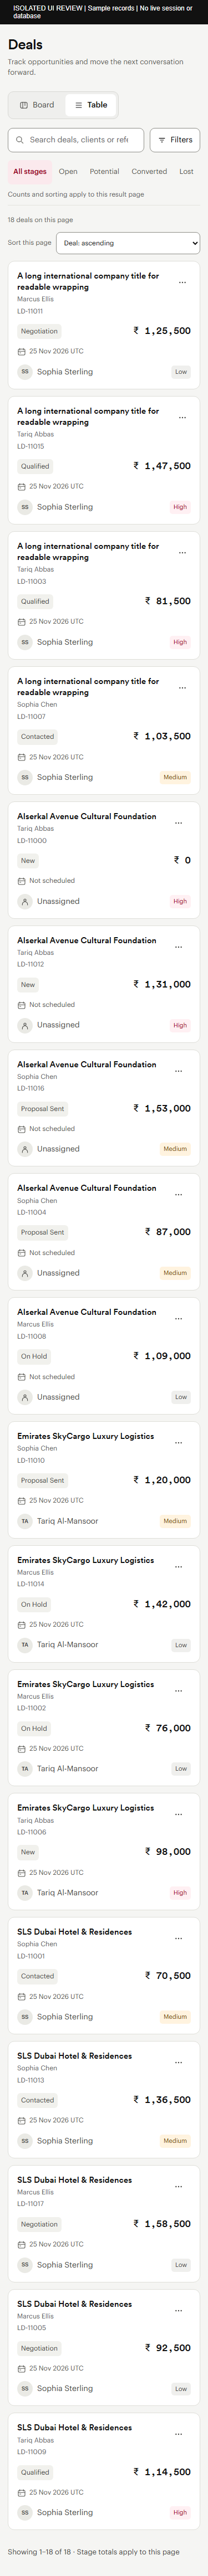 ISOLATED UI REVIEW | Sample records | No live session or
database
Deals
Track opportunities and move the next conversation
forward.
Board
Table
Search deals, clients or refe
Filters
All stages
Open
Potential
Converted
Lost
Counts and sorting apply to this result page
18 deals on this page
Sort this page
Deal: ascending
A long international company title for
readable wrapping
...
Marcus Ellis
LD-11011
Negotiation
₹ 1,25,500
25 Nov 2026 UTC
SS
Sophia Sterling
Low
A long international company title for
readable wrapping
...
Tariq Abbas
LD-11015
Qualified
₹ 1,47,500
25 Nov 2026 UTC
SS
Sophia Sterling
High
A long international company title for
readable wrapping
...
Tariq Abbas
LD-11003
Qualified
₹ 81,500
25 Nov 2026 UTC
SS
Sophia Sterling
High
A long international company title for
readable wrapping
...
Sophia Chen
LD-11007
Contacted
₹ 1,03,500
25 Nov 2026 UTC
SS
Sophia Sterling
Medium
Alserkal Avenue Cultural Foundation
...
Tariq Abbas
LD-11000
New
₹ 0
Not scheduled
Unassigned
High
Alserkal Avenue Cultural Foundation
...
Tariq Abbas
LD-11012
New
₹ 1,31,000
Not scheduled
Unassigned
High
Alserkal Avenue Cultural Foundation
...
Sophia Chen
LD-11016
Proposal Sent
₹ 1,53,000
Not scheduled
Unassigned
Medium
Alserkal Avenue Cultural Foundation
...
Sophia Chen
LD-11004
Proposal Sent
₹ 87,000
Not scheduled
Unassigned
Medium
Alserkal Avenue Cultural Foundation
...
Marcus Ellis
LD-11008
On Hold
₹ 1,09,000
Not scheduled
Unassigned
Low
Emirates SkyCargo Luxury Logistics
...
Sophia Chen
LD-11010
Proposal Sent
₹ 1,20,000
25 Nov 2026 UTC
TA
Tariq Al-Mansoor
Medium
Emirates SkyCargo Luxury Logistics
...
Marcus Ellis
LD-11014
On Hold
₹ 1,42,000
25 Nov 2026 UTC
TA
Tariq Al-Mansoor
Low
Emirates SkyCargo Luxury Logistics
...
Marcus Ellis
LD-11002
On Hold
₹ 76,000
25 Nov 2026 UTC
TA
Tariq Al-Mansoor
Low
Emirates SkyCargo Luxury Logistics
...
Tariq Abbas
LD-11006
New
₹ 98,000
25 Nov 2026 UTC
TA
Tariq Al-Mansoor
High
SLS Dubai Hotel & Residences
...
Sophia Chen
LD-11001
Contacted
₹ 70,500
25 Nov 2026 UTC
SS
Sophia Sterling
Medium
SLS Dubai Hotel & Residences
...
Sophia Chen
LD-11013
Contacted
₹ 1,36,500
25 Nov 2026 UTC
SS
Sophia Sterling
Medium
SLS Dubai Hotel & Residences
...
Marcus Ellis
LD-11017
Negotiation
₹ 1,58,500
25 Nov 2026 UTC
SS
Sophia Sterling
Low
SLS Dubai Hotel & Residences
...
Marcus Ellis
LD-11005
Negotiation
₹ 92,500
25 Nov 2026 UTC
SS
Sophia Sterling
Low
SLS Dubai Hotel & Residences
...
Tariq Abbas
LD-11009
Qualified
₹ 1,14,500
25 Nov 2026 UTC
SS
Sophia Sterling
High
Showing 1–18 of 18 · Stage totals apply to this page